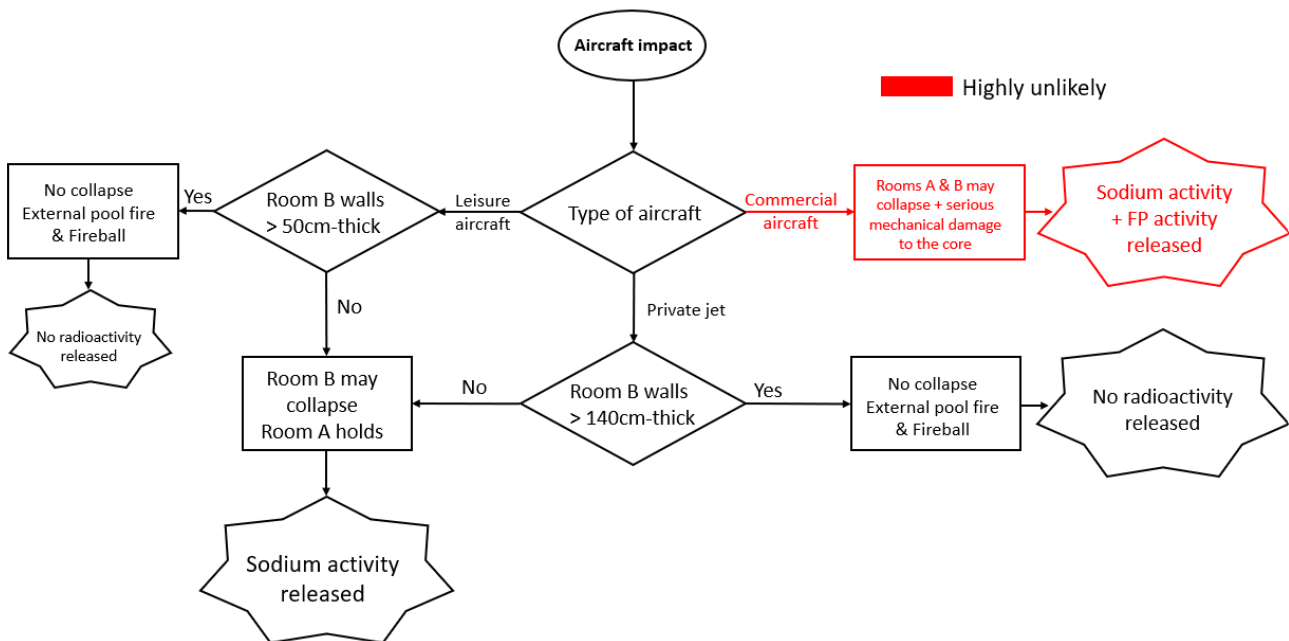 Aircraft impact
Highly unlikely
No collapse
External pool fire
& Fireball
Yes
Room B walls
> 50cm-thick
Leisure
aircraft
Type of aircraft
Commercial
aircraft
Rooms A & B may
collapse + serious
mechanical damage
to the core
Sodium activity
+ FP activity
released
No
Private jet
No radioactivity
released
Room B may
collapse
Room A holds
No
Room B walls
> 140cm-thick
Yes
No collapse
External pool fire
& Fireball
No radioactivity
released
Sodium activity
released